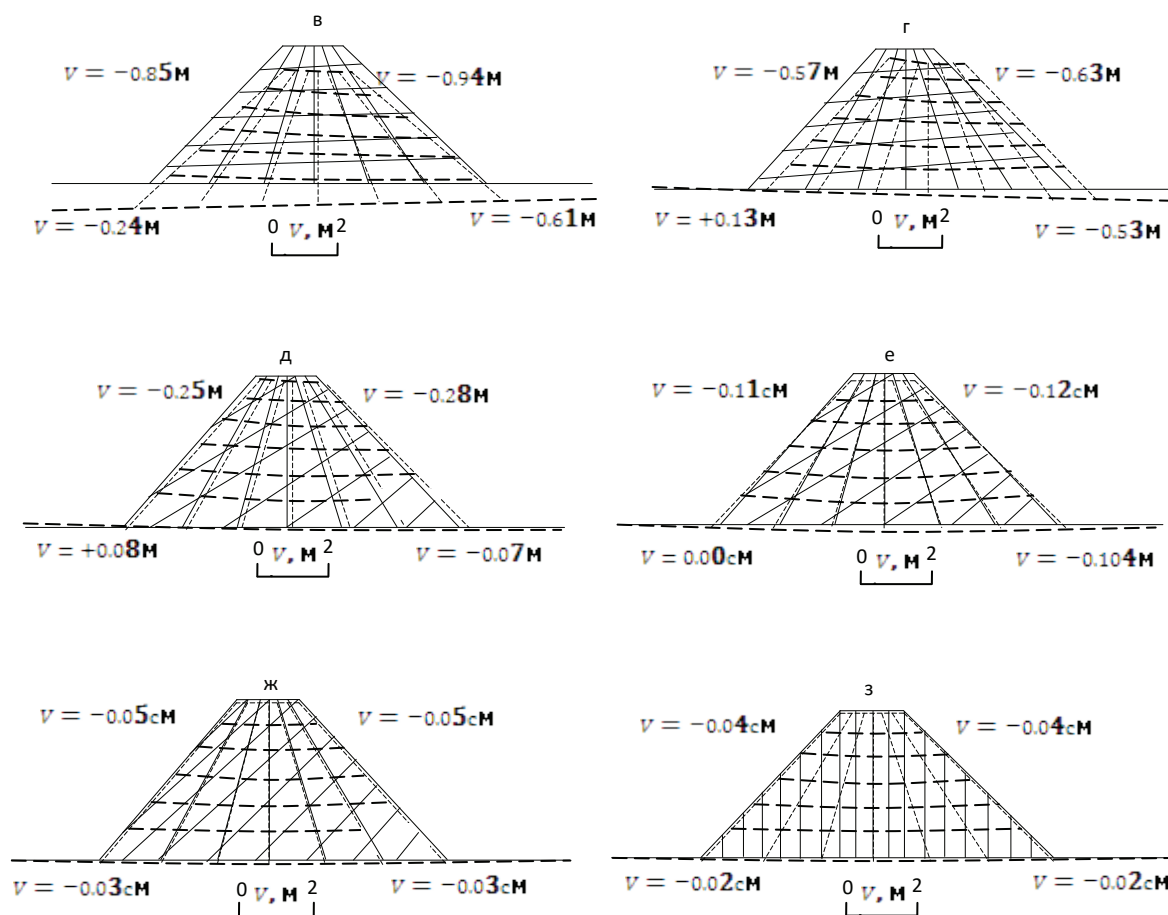 в
v = −0.85м
v = −0.94м
v = −0.24м
0 v, м 2
v = −0.61м
г
v = −0.57м
v = −0.63м
v = +0.13м
0 v, м 2
v = −0.53м
д
v = −0.25м
v = −0.28м
v = +0.08м
0 v, м 2
v = −0.07м
е
v = −0.11см
v = −0.12см
v = 0.00см
0 v, м 2
v = −0.104м
ж
v = −0.05см
v = −0.05см
v = −0.03см
0 v, м 2
v = −0.03см
з
v = −0.04см
v = −0.04см
v = −0.02см
0 v, м 2
v = −0.02см